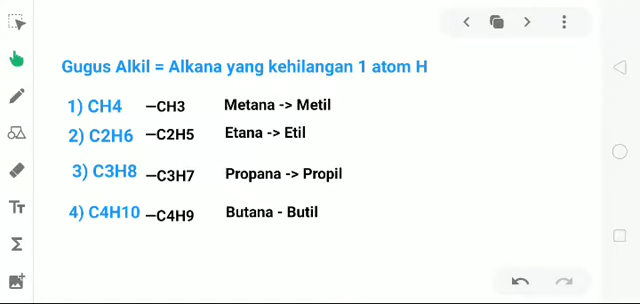 Gugus Alkil = Alkana yang kehilangan 1 atom H
1) CH4 –CH3 Metana -> Metil
2) C2H6 –C2H5 Etana -> Etil
3) C3H8 –C3H7 Propana -> Propil
4) C4H10 –C4H9 Butana - Butil